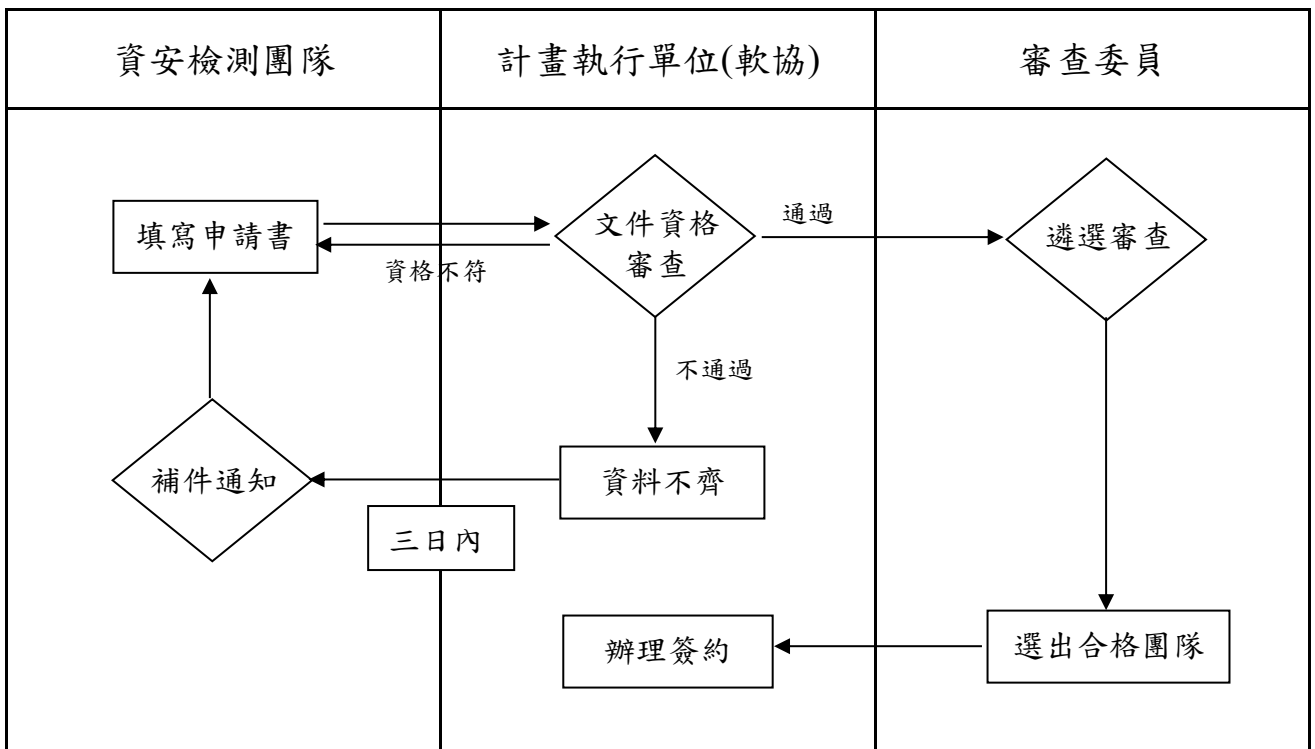 資安檢測團隊
計畫執行單位(軟協)
審查委員
填寫申請書
文件資格
審查
通過
遴選審查
資格不符
不通過
補件通知
資料不齊
三日內
辦理簽約
選出合格團隊